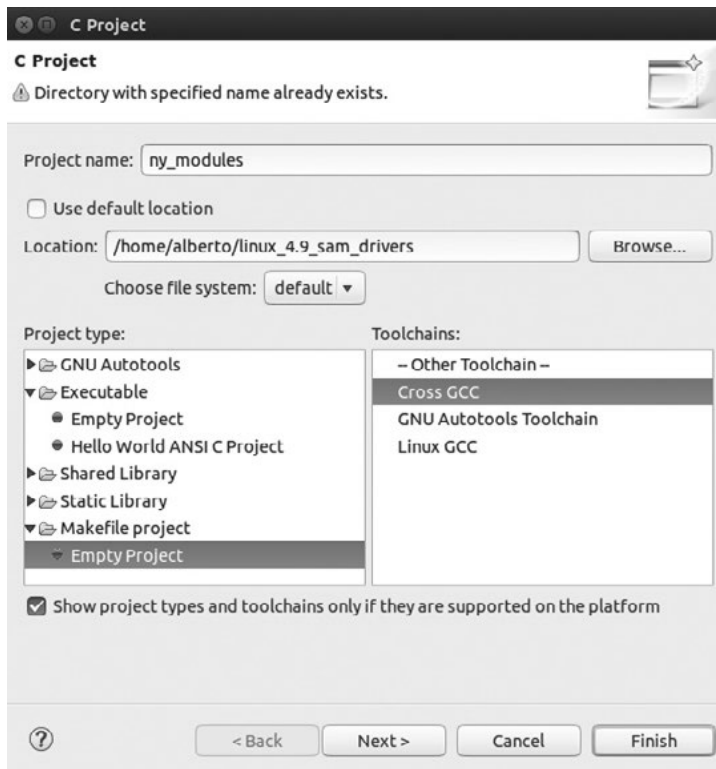 C Project
C Project
Directory with specified name already exists.
Project name: ny_modules
Use default location
Location: /home/alberto/linux_4.9_sam_drivers Browse...
Choose file system: default
Project type: Toolchains:
GNU Autotools
Executable
Empty Project
Hello World ANSI C Project
Shared Library
Static Library
Makefile project
Empty Project
-- Other Toolchain --
Cross GCC
GNU Autotools Toolchain
Linux GCC
Show project types and toolchains only if they are supported on the platform
? < Back Next > Cancel Finish